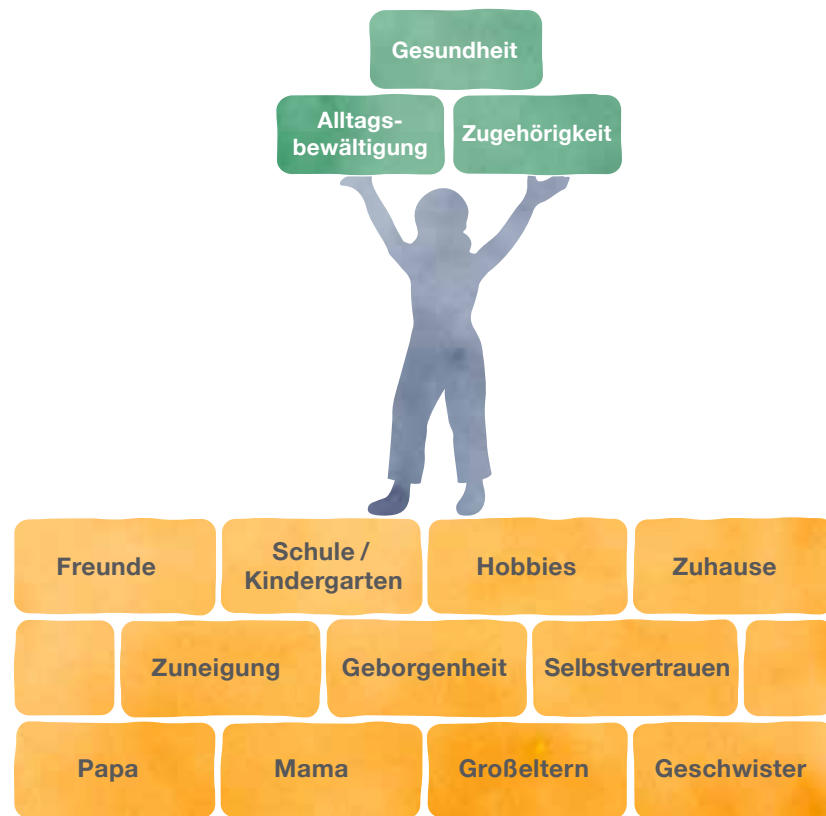 Gesundheit
Alltags-
bewältigung
Zugehörigkeit
Freunde
Schule /
Kindergarten
Hobbies
Zuhause
Zuneigung
Geborgenheit
Selbstvertrauen
Papa
Mama
Großeltern
Geschwister